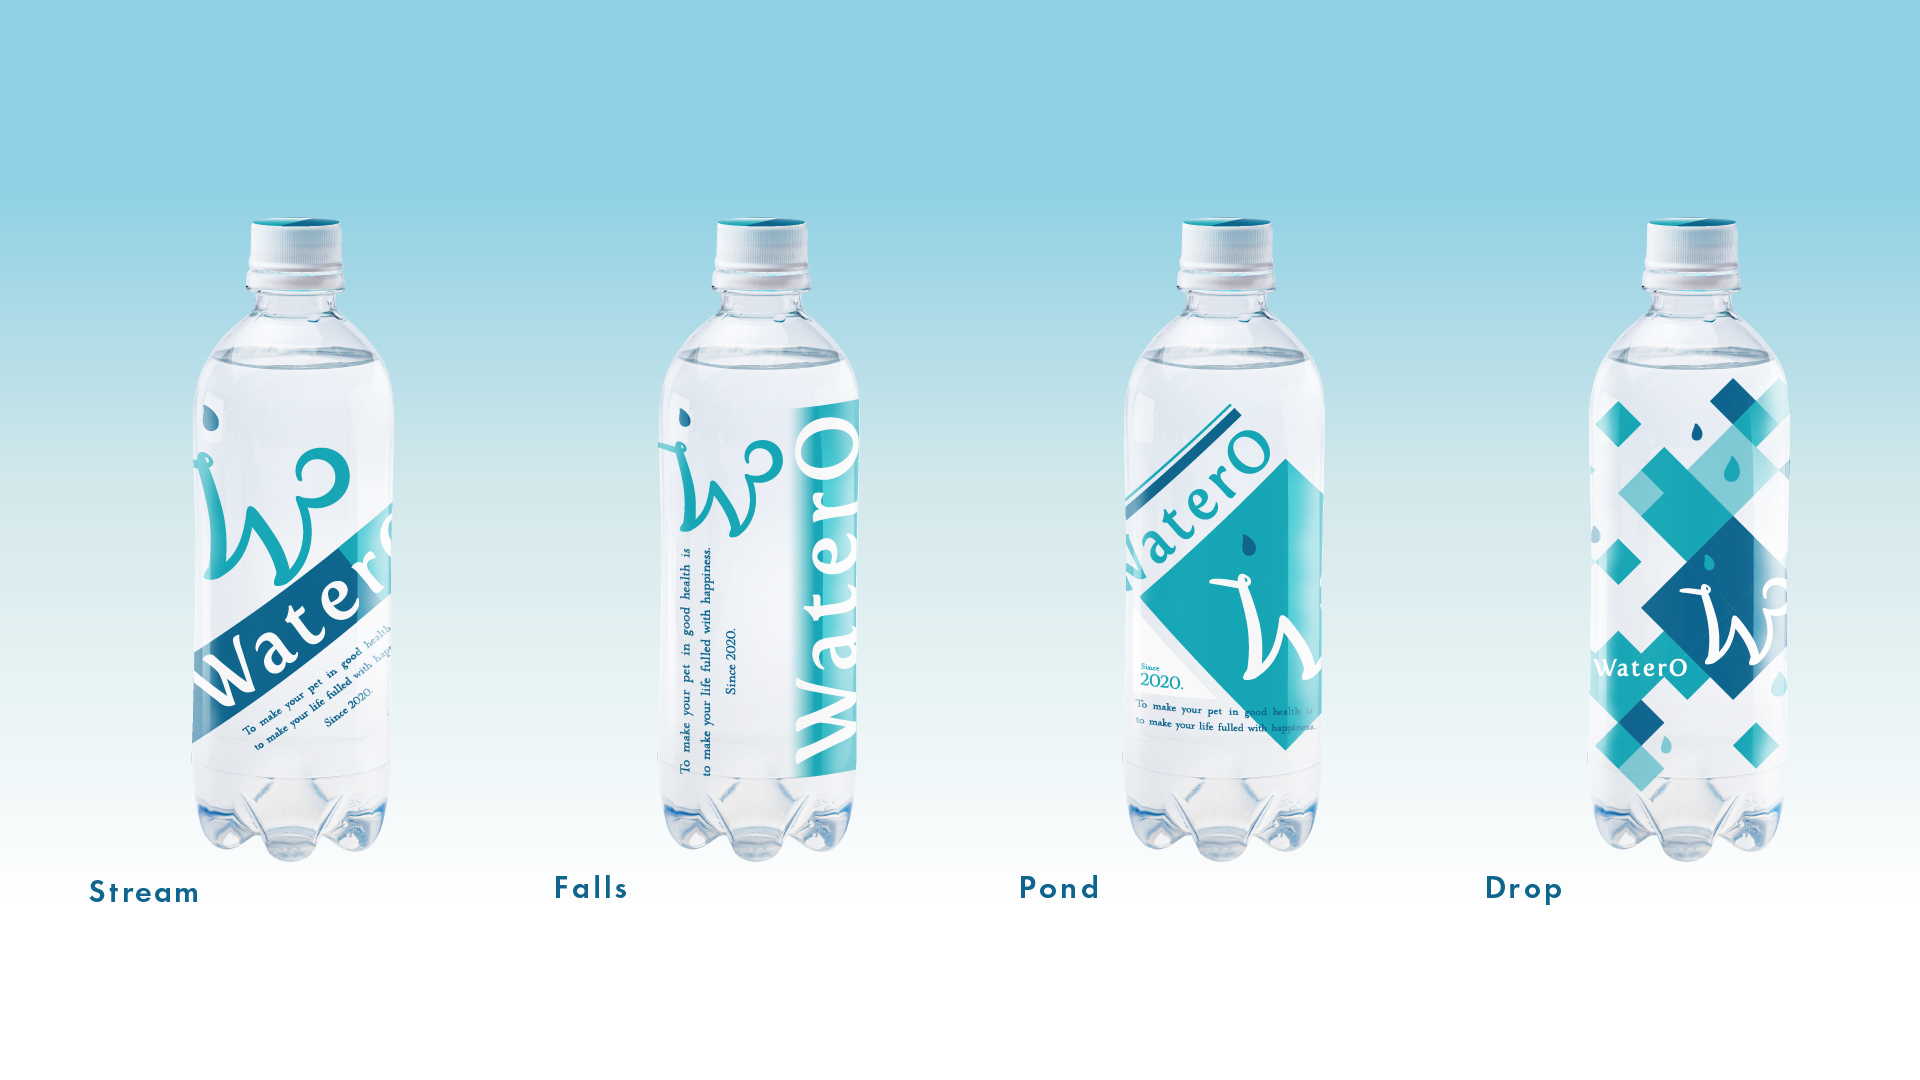 WaterO
To make your pet in good health
to make your life fulled with
Since 2020.
Stream
To make your pet in good health is
to make your life fulled with happiness.
Since 2020.
WaterO
Falls
WaterO
Since
2020.
To make your pet in good health is
to make your life fulled with happiness.
Pond
WaterO
Drop